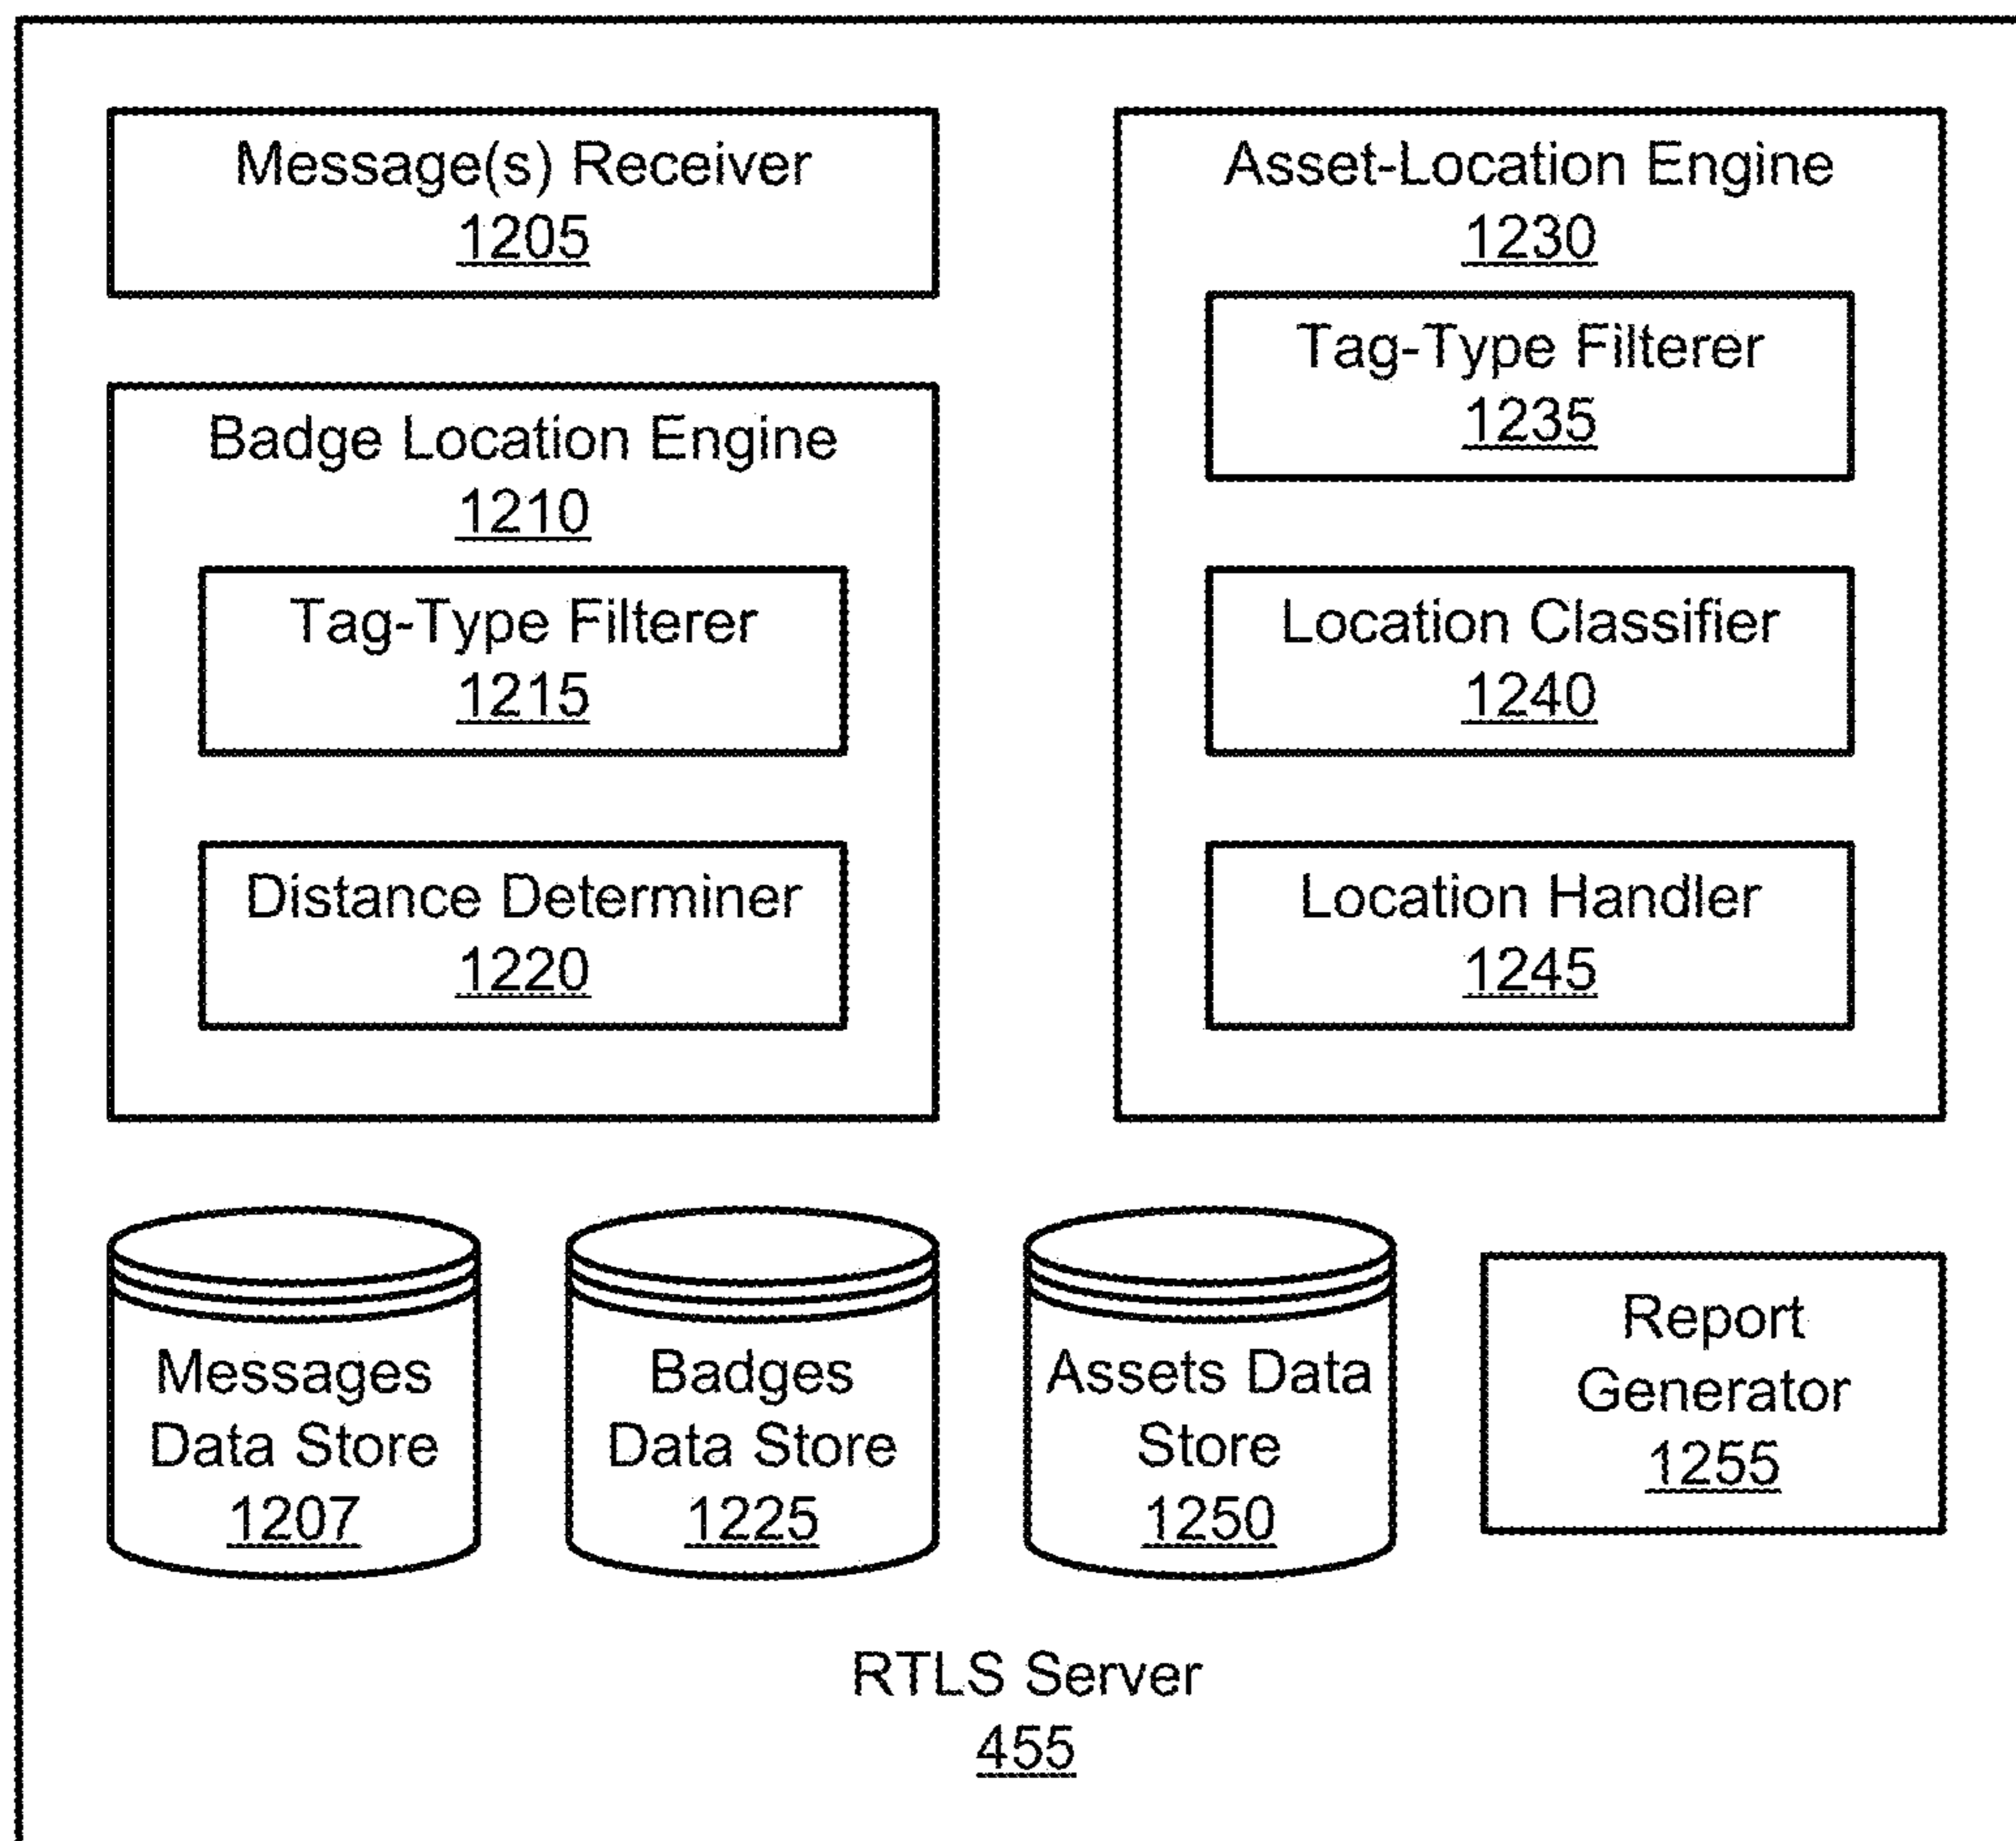 Message(s) Receiver
1205
Badge Location Engine
1210
Tag-Type Filterer
1215
Distance Determiner
1220
Asset-Location Engine
1230
Tag-Type Filterer
1235
Location Classifier
1240
Location Handler
1245
Messages
Data Store
1207
Badges
Data Store
1225
Assets Data
Store
1250
Report
Generator
1255
RTLS Server
455